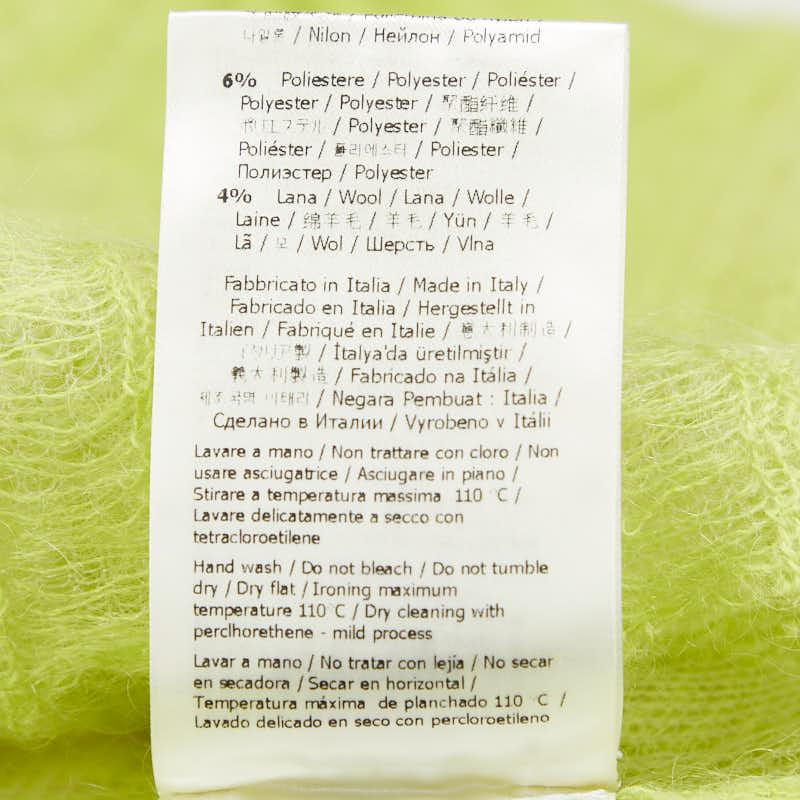 / Nilon / Нейлон / Polyamid
6% Poliestere / Polyester / Poliéster /
Polyester / Polyester / 聚酯纤维 /
ポリエステル / Polyester / 聚酯纖維 /
Poliéster / 폴리에스터 / Poliester /
Полиэстер / Polyester
4% Lana / Wool / Lana / Wolle /
Laine / 绵羊毛 / 羊毛 / Yün / 羊毛 /
Lã / 모 / Wol / Шерсть / Vlna
Fabbricato in Italia / Made in Italy /
Fabricado en Italia / Hergestellt in
Italien / Fabriqué en Italie / 意大利制造 /
イタリア製 / İtalya'da üretilmiştir /
義大利製造 / Fabricado na Itália /
제조국명 이태리 / Negara Pembuat : Italia /
Сделано в Италии / Vyrobeno v Itálii
Lavare a mano / Non trattare con cloro / Non
usare asciugatrice / Asciugare in piano /
Stirare a temperatura massima 110 °C /
Lavare delicatamente a secco con
tetracloroetilene
Hand wash / Do not bleach / Do not tumble
dry / Dry flat / Ironing maximum
temperature 110 °C / Dry cleaning with
perclhorethene - mild process
Lavar a mano / No tratar con lejía / No secar
en secadora / Secar en horizontal /
Temperatura máxima de planchado 110 °C /
Lavado delicado en seco con percloroetileno